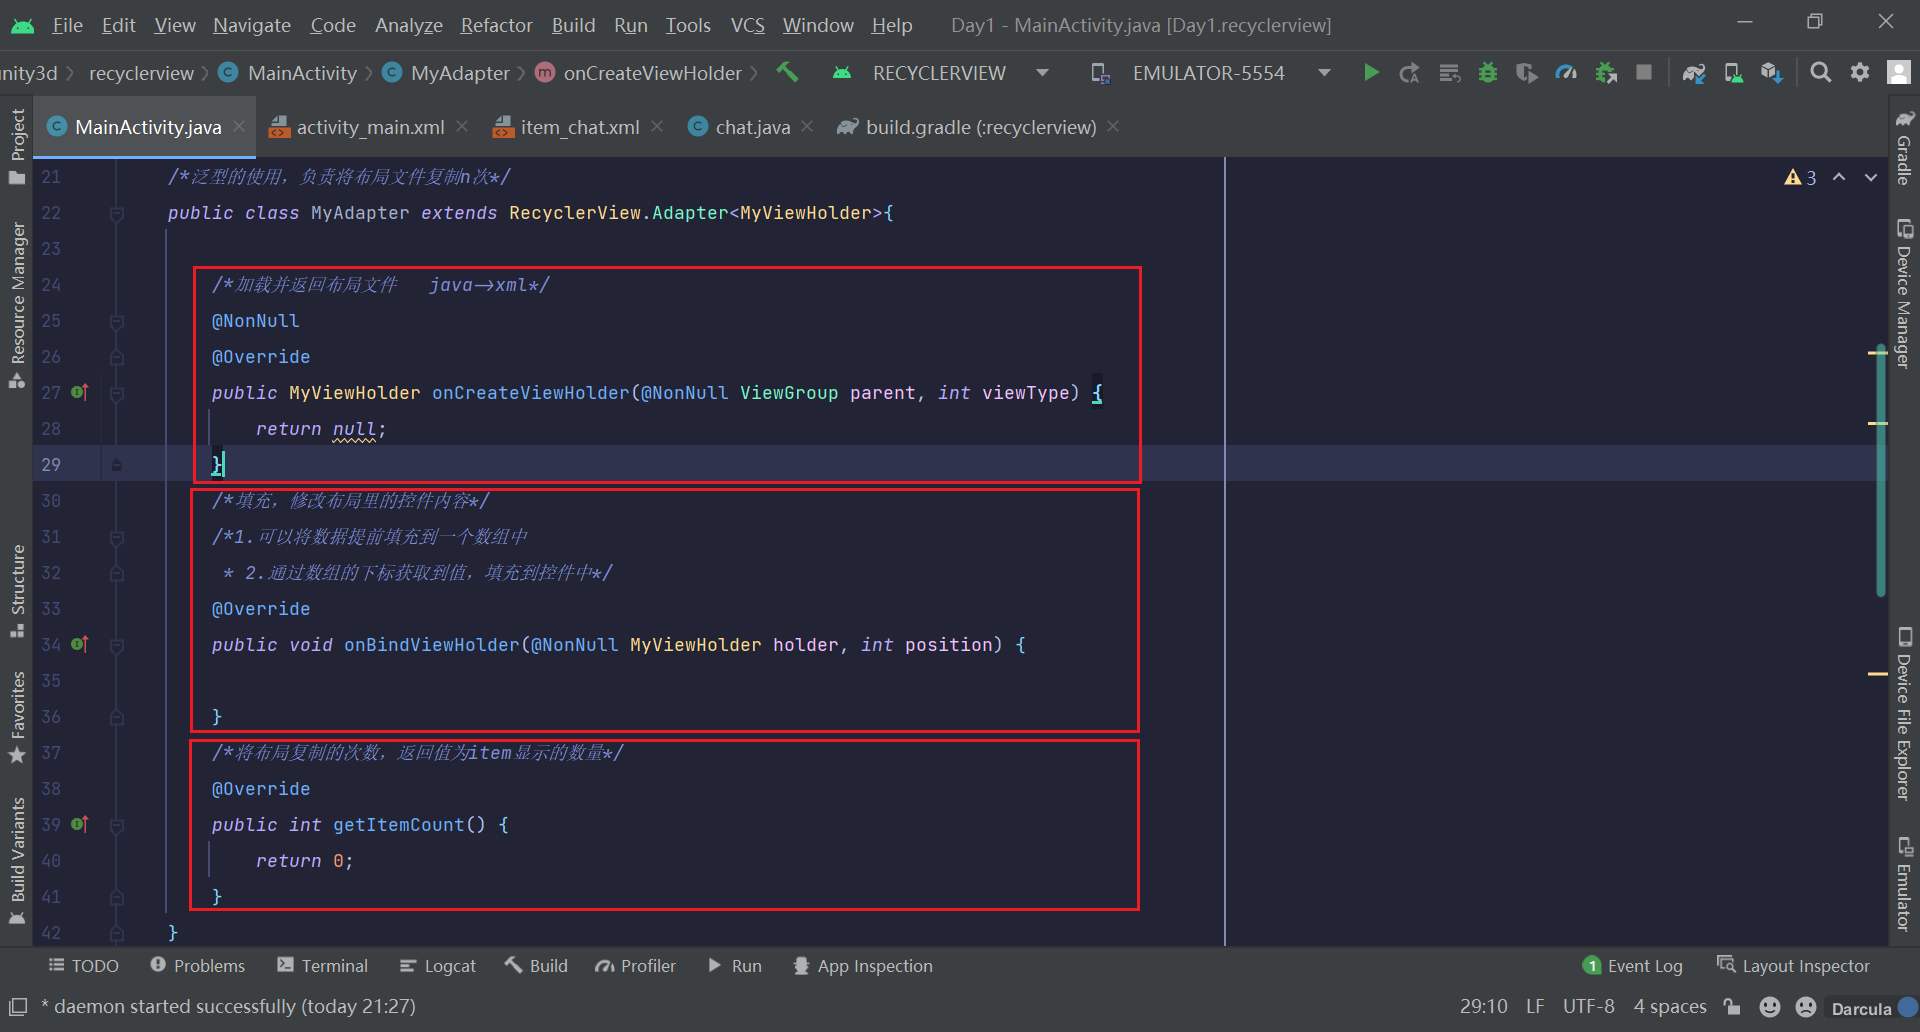 File Edit View Navigate Code Analyze Refactor Build Run Tools VCS Window Help Day1 - MainActivity.java [Day1.recyclerview]
nity3d recyclerview MainActivity MyAdapter onCreateViewHolder RECYCLERVIEW EMULATOR-5554
MainActivity.java activity_main.xml item_chat.xml chat.java build.gradle (:recyclerview)
Project
Resource Manager
Structure
Favorites
Build Variants
21 /*泛型的使用，负责将布局文件复制n次*/
22 public class MyAdapter extends RecyclerView.Adapter<MyViewHolder>{
23
24 /*加载并返回布局文件 java→xml*/
25 @NonNull
26 @Override
27 public MyViewHolder onCreateViewHolder(@NonNull ViewGroup parent, int viewType) {
28 return null;
29 }
30 /*填充，修改布局里的控件内容*/
31 /*1.可以将数据提前填充到一个数组中
32 * 2.通过数组的下标获取到值，填充到控件中*/
33 @Override
34 public void onBindViewHolder(@NonNull MyViewHolder holder, int position) {
35
36 }
37 /*将布局复制的次数，返回值为item显示的数量*/
38 @Override
39 public int getItemCount() {
40 return 0;
41 }
42 }
3
Gradle
Device Manager
Device File Explorer
Emulator
TODO Problems Terminal Logcat Build Profiler Run App Inspection 1 Event Log Layout Inspector
* daemon started successfully (today 21:27) 29:10 LF UTF-8 4 spaces Darcula